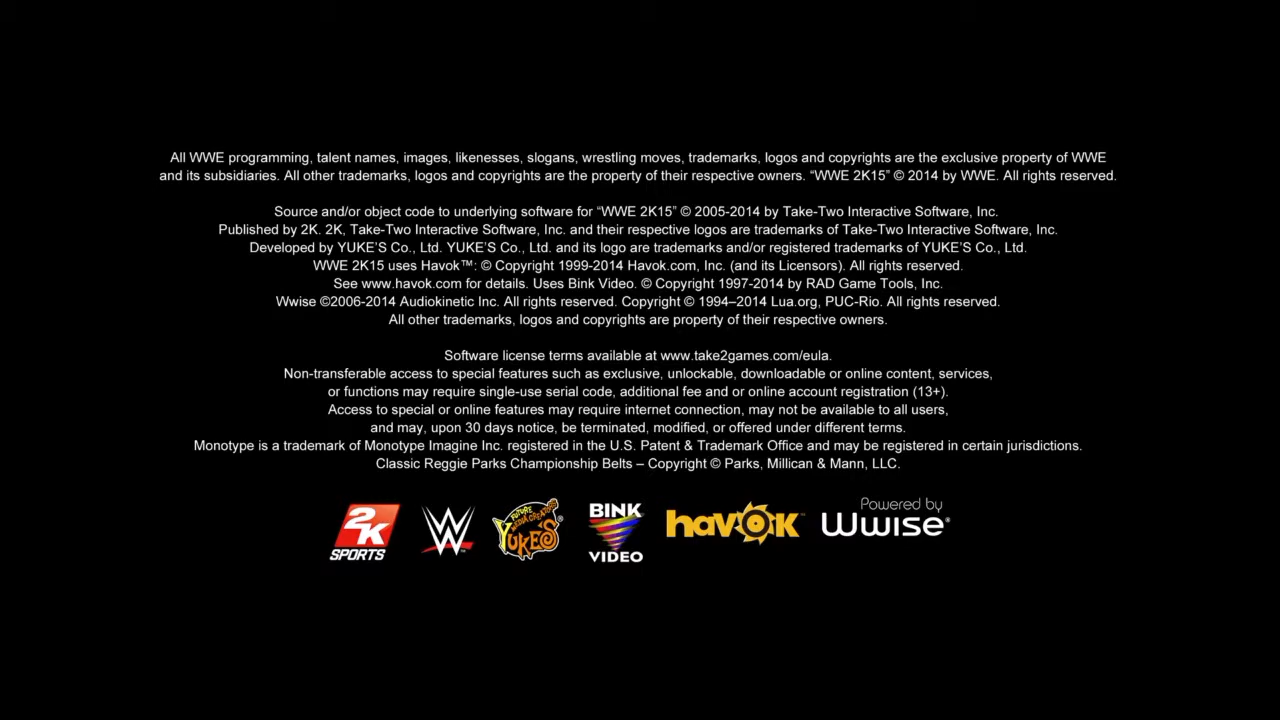 All WWE programming, talent names, images, likenesses, slogans, wrestling moves, trademarks, logos and copyrights are the exclusive property of WWE
and its subsidiaries. All other trademarks, logos and copyrights are the property of their respective owners. “WWE 2K15” © 2014 by WWE. All rights reserved.
Source and/or object code to underlying software for “WWE 2K15” © 2005-2014 by Take-Two Interactive Software, Inc.
Published by 2K. 2K, Take-Two Interactive Software, Inc. and their respective logos are trademarks of Take-Two Interactive Software, Inc.
Developed by YUKE’S Co., Ltd. YUKE’S Co., Ltd. and its logo are trademarks and/or registered trademarks of YUKE’S Co., Ltd.
WWE 2K15 uses Havok™: © Copyright 1999-2014 Havok.com, Inc. (and its Licensors). All rights reserved.
See www.havok.com for details. Uses Bink Video. © Copyright 1997-2014 by RAD Game Tools, Inc.
Wwise ©2006-2014 Audiokinetic Inc. All rights reserved. Copyright © 1994–2014 Lua.org, PUC-Rio. All rights reserved.
All other trademarks, logos and copyrights are property of their respective owners.
Software license terms available at www.take2games.com/eula.
Non-transferable access to special features such as exclusive, unlockable, downloadable or online content, services,
or functions may require single-use serial code, additional fee and or online account registration (13+).
Access to special or online features may require internet connection, may not be available to all users,
and may, upon 30 days notice, be terminated, modified, or offered under different terms.
Monotype is a trademark of Monotype Imagine Inc. registered in the U.S. Patent & Trademark Office and may be registered in certain jurisdictions.
Classic Reggie Parks Championship Belts – Copyright © Parks, Millican & Mann, LLC.
2K SPORTS
W
FUTURE MEDIA CREATORS YUKE'S ®
BINK VIDEO
havok™
Powered by
Wwise®